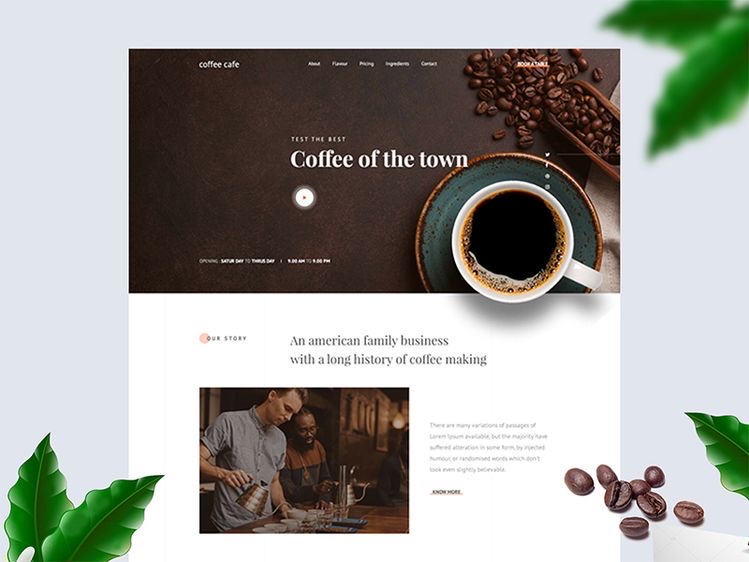 coffee cafe
About Flavour Pricing Ingredients Contact
BOOK A TABLE
TEST THE BEST
Coffee of the town
OPENING : SATUR DAY TO THRUS DAY I 9.00 AM TO 9.00 PM
OUR STORY
An american family business
with a long history of coffee making
There are many variations of passages of
Lorem Ipsum available, but the majority have
suffered alteration in some form, by injected
humour, or randomised words which don't
look even slightly believable.
KNOW MORE